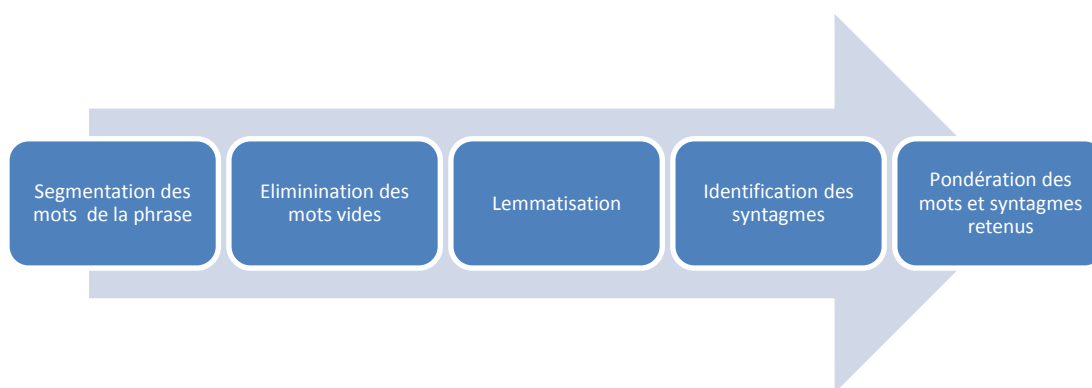 Segmentation des
mots de la phrase
Eliminination des
mots vides
Lemmatisation
Identification des
syntagmes
Pondération des
mots et syntagmes
retenus